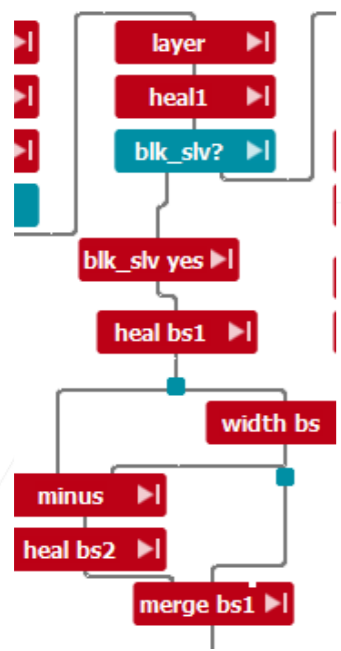 layer
heal1
blk_slv?
blk_slv yes
heal bs1
width bs
minus
heal bs2
merge bs1